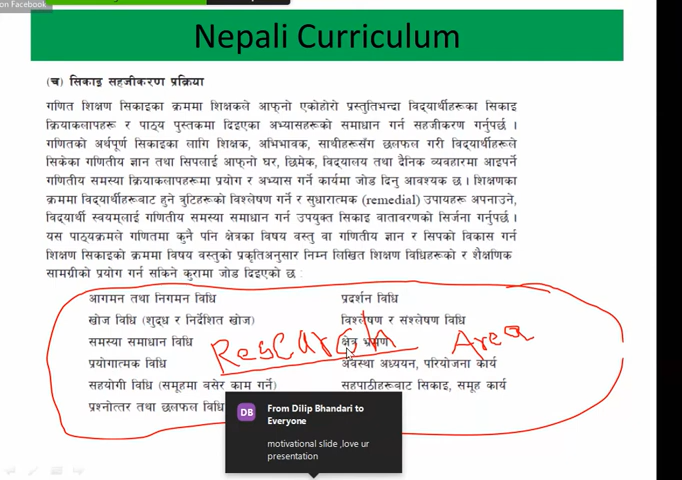 on Facebook
Nepali Curriculum
(च) सिकाइ सहजीकरण प्रक्रिया
गणित शिक्षण सिकाइका क्रममा शिक्षकले आफ्नो एकोहोरो प्रस्तुतिभन्दा विद्यार्थीहरूका सिकाइ
क्रियाकलापहरू र पाठ्य पुस्तकमा दिइएका अभ्यासहरूको समाधान गर्न सहजीकरण गर्नुपर्छ ।
गणितको अर्थपूर्ण सिकाइका लागि शिक्षक, अभिभावक, साथीहरूसँग छलफल गरी विद्यार्थीहरूले
सिकेका गणितीय ज्ञान तथा सिपलाई आफ्नो घर, छिमेक, विद्यालय तथा दैनिक व्यवहारमा आइपर्ने
गणितीय समस्या क्रियाकलापहरूमा प्रयोग र अभ्यास गर्ने कार्यमा जोड दिनु आवश्यक छ । शिक्षणका
क्रममा विद्यार्थीहरूबाट हुने त्रुटिहरूको विश्लेषण गर्ने र सुधारात्मक (remedial) उपायहरू अपनाउने,
विद्यार्थी स्वयम्‌लाई गणितीय समस्या समाधान गर्न उपयुक्त सिकाइ वातावरणको सिर्जना गर्नुपर्छ ।
यस पाठ्यक्रमले गणितमा कुनै पनि क्षेत्रका विषय वस्तु वा गणितीय ज्ञान र सिपको विकास गर्न
शिक्षण सिकाइको क्रममा विषय वस्तुको प्रकृतिअनुसार निम्न लिखित शिक्षण विधिहरूको र शैक्षणिक
सामग्रीको प्रयोग गर्न सकिने कुरामा जोड दिइएको छ :
आगमन तथा निगमन विधि प्रदर्शन विधि
खोज विधि (शुद्ध र निर्देशित खोज) विश्लेषण र संश्लेषण विधि
समस्या समाधान विधि क्षेत्र भ्रमण
Research Area
प्रयोगात्मक विधि अवस्था अध्ययन, परियोजना कार्य
सहयोगी विधि (समूहमा वसेर काम गर्ने) सहपाठीहरूबाट सिकाइ, समूह कार्य
प्रश्नोत्तर तथा छलफल विधि
DB From Dilip Bhandari to
Everyone
motivational slide ,love ur
presentation